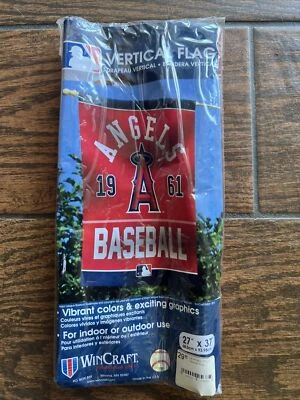 VERTICAL FLAG
DRAPEAU VERTICAL • BANDERA VERTICAL
ANGELS
19 A 61
BASEBALL
• Vibrant colors & exciting graphics
Couleurs vives et graphiques excitants
Colores vívidos y imágenes vibrantes
• For indoor or outdoor use
Pour utilisation à l'intérieur ou à l'extérieur
Para interiores y exteriores
27" x 37"
WINCRAFT